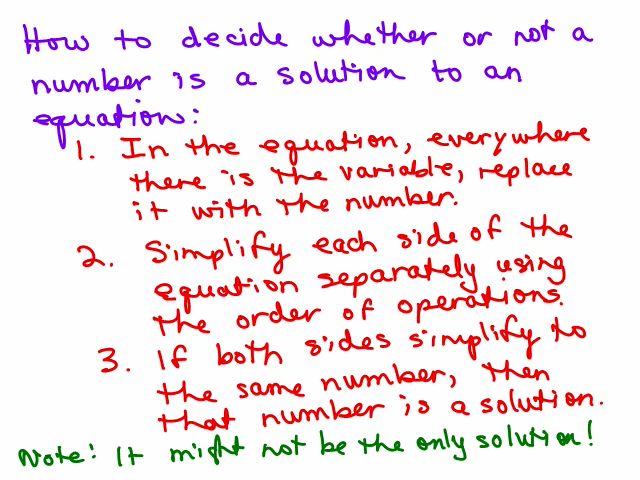 How to decide whether or not a
number is a solution to an
equation:
1. In the equation, everywhere
there is the variable, replace
it with the number.
2. Simplify each side of the
equation separately using
the order of operations.
3. If both sides simplify to
the same number, then
that number is a solution.
Note: It might not be the only solution!